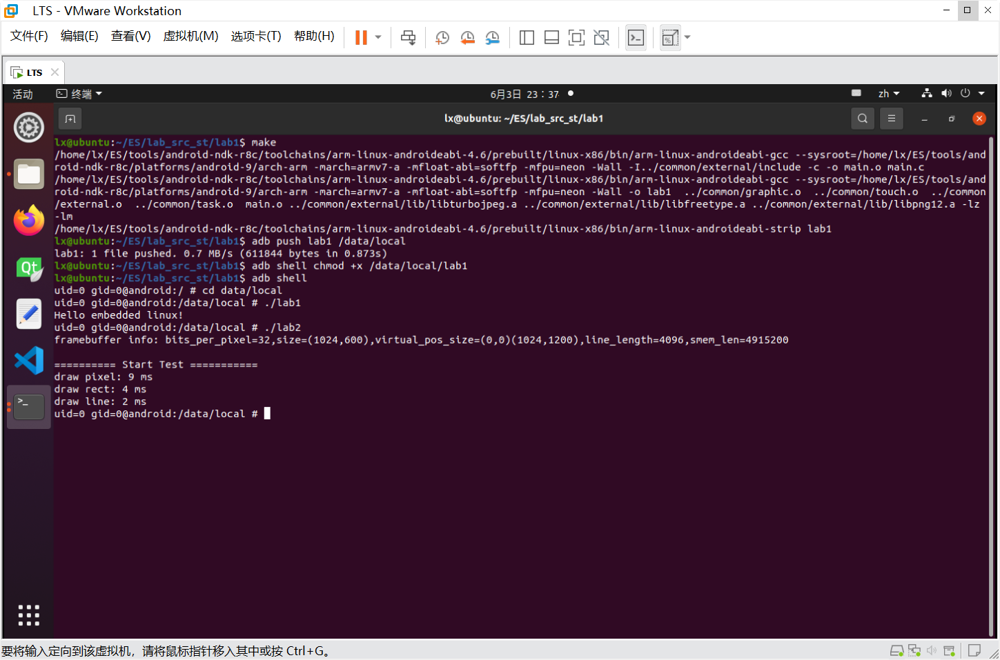 LTS - VMware Workstation
文件(F) 编辑(E) 查看(V) 虚拟机(M) 选项卡(T) 帮助(H)
LTS
活动 终端 6月3日 23：37 zh
lx@ubuntu: ~/ES/lab_src_st/lab1
lx@ubuntu:~/ES/lab_src_st/lab1$ make
/home/lx/ES/tools/android-ndk-r8c/toolchains/arm-linux-androideabi-4.6/prebuilt/linux-x86/bin/arm-linux-androideabi-gcc --sysroot=/home/lx/ES/tools/and
roid-ndk-r8c/platforms/android-9/arch-arm -march=armv7-a -mfloat-abi=softfp -mfpu=neon -Wall -I../common/external/include -c -o main.o main.c
/home/lx/ES/tools/android-ndk-r8c/toolchains/arm-linux-androideabi-4.6/prebuilt/linux-x86/bin/arm-linux-androideabi-gcc --sysroot=/home/lx/ES/tools/and
roid-ndk-r8c/platforms/android-9/arch-arm -march=armv7-a -mfloat-abi=softfp -mfpu=neon -Wall -o lab1  ../common/graphic.o  ../common/touch.o  ../common
/external.o  ../common/task.o  main.o ../common/external/lib/libturbojpeg.a ../common/external/lib/libfreetype.a ../common/external/lib/libpng12.a -lz
-lm
/home/lx/ES/tools/android-ndk-r8c/toolchains/arm-linux-androideabi-4.6/prebuilt/linux-x86/bin/arm-linux-androideabi-strip lab1
lx@ubuntu:~/ES/lab_src_st/lab1$ adb push lab1 /data/local
lab1: 1 file pushed. 0.7 MB/s (611844 bytes in 0.873s)
lx@ubuntu:~/ES/lab_src_st/lab1$ adb shell chmod +x /data/local/lab1
lx@ubuntu:~/ES/lab_src_st/lab1$ adb shell
uid=0 gid=0@android:/ # cd data/local
uid=0 gid=0@android:/data/local # ./lab1
Hello embedded linux!
uid=0 gid=0@android:/data/local # ./lab2
framebuffer info: bits_per_pixel=32,size=(1024,600),virtual_pos_size=(0,0)(1024,1200),line_length=4096,smem_len=4915200
========== Start Test ===========
draw pixel: 9 ms
draw rect: 4 ms
draw line: 2 ms
uid=0 gid=0@android:/data/local #
Qt
>_
要将输入定向到该虚拟机，请将鼠标指针移入其中或按 Ctrl+G。